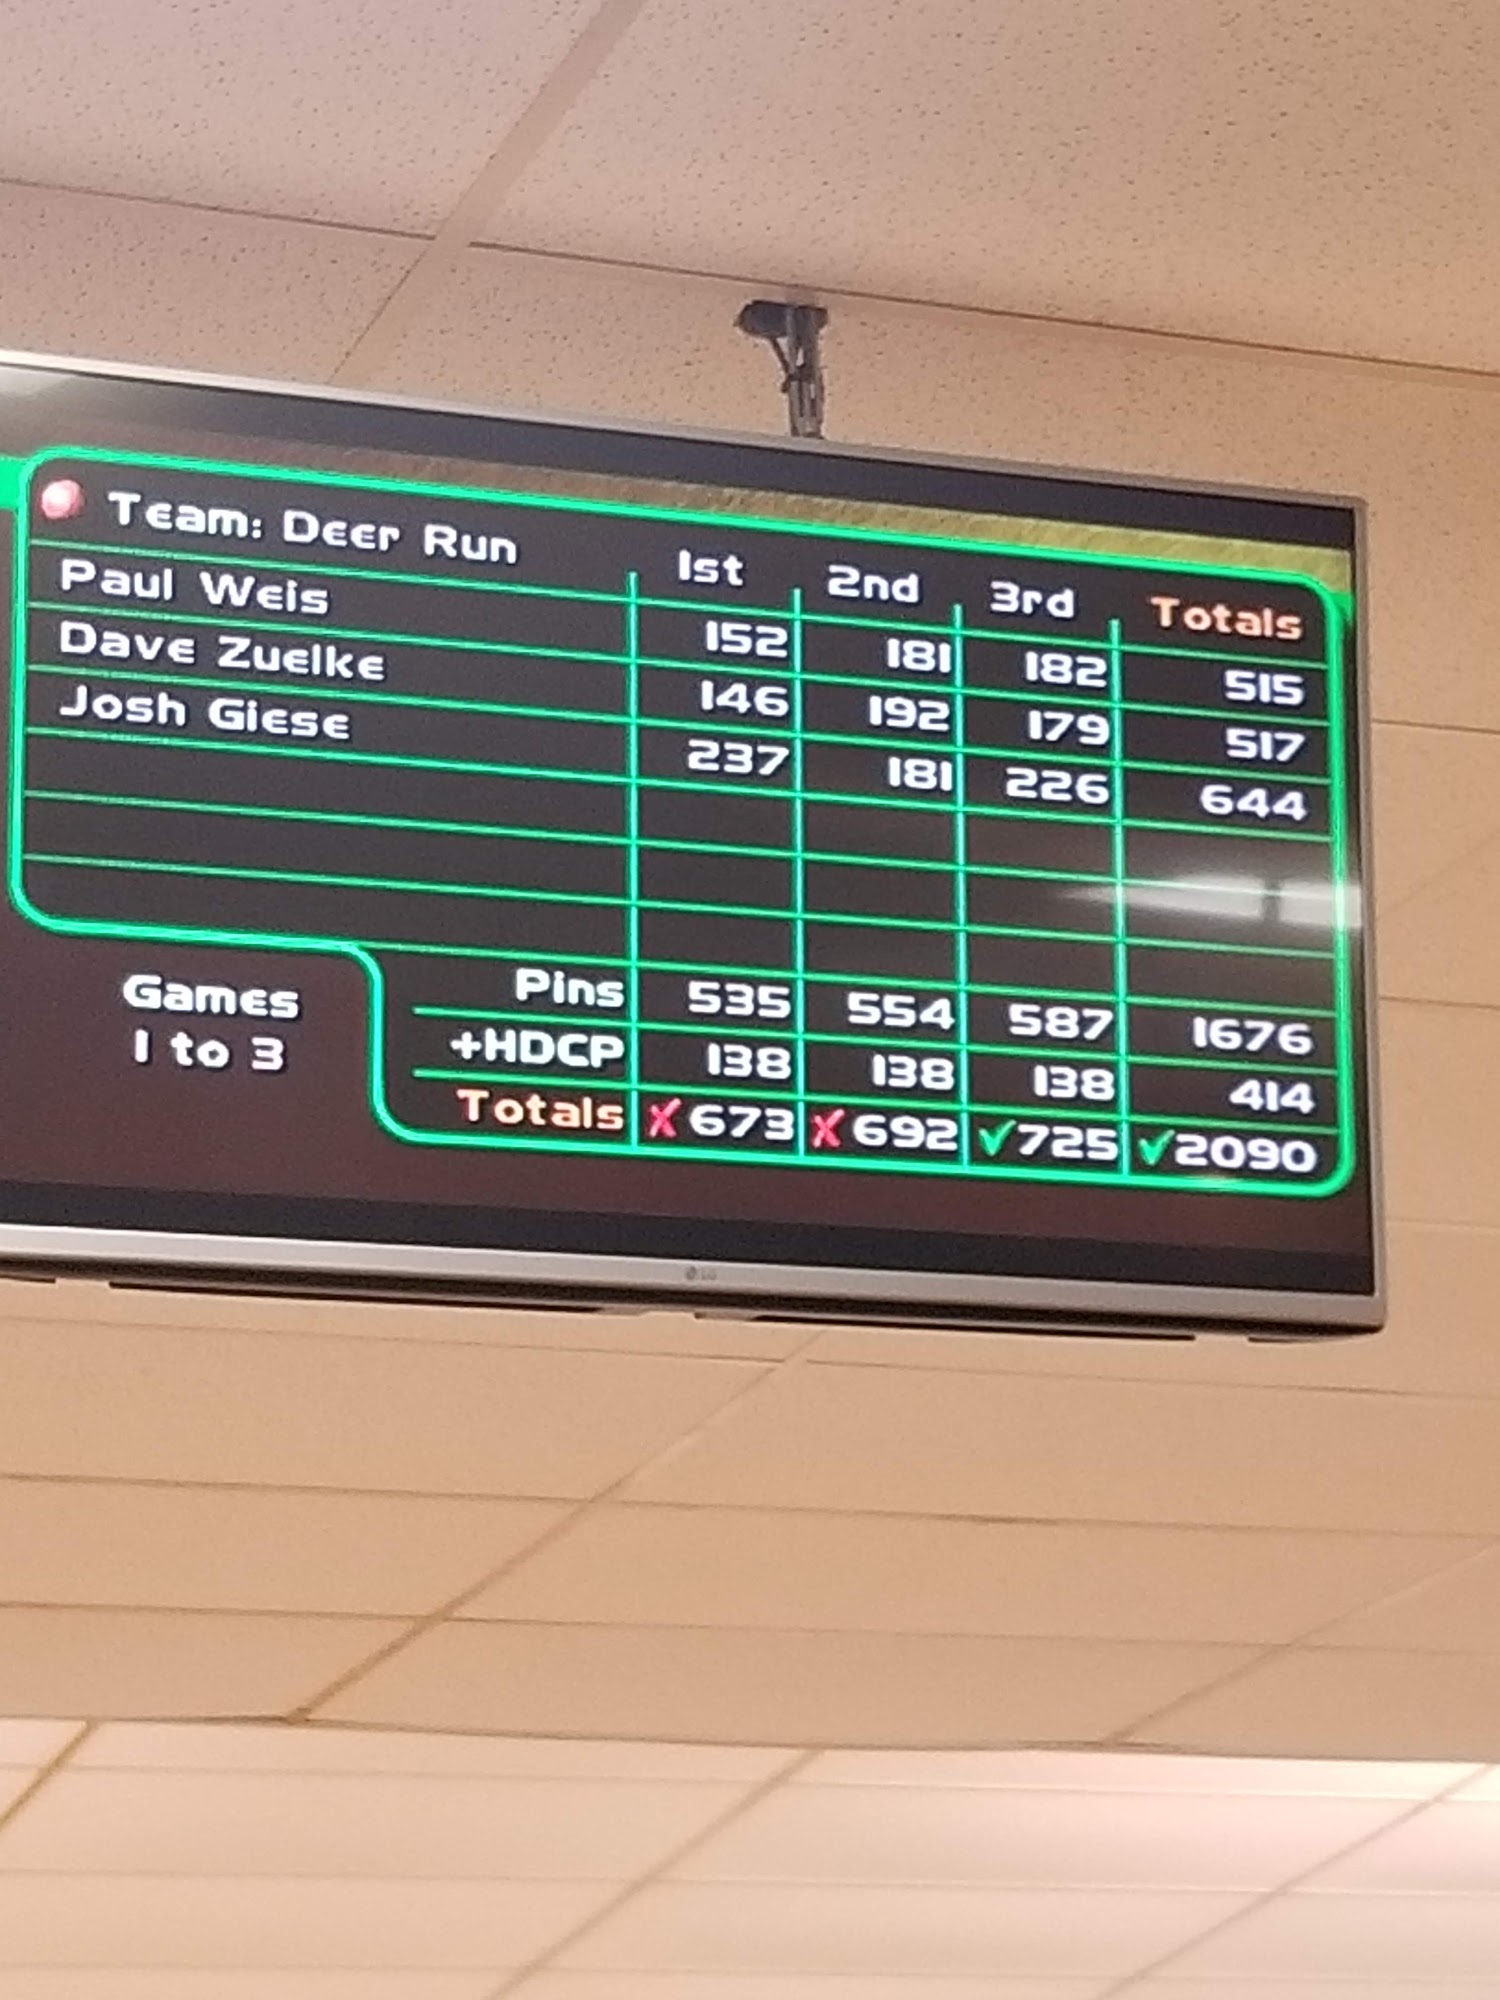 Team: Deer Run 1st 2nd 3rd Totals
Paul Weis 152 181 182 515
Dave Zuelke 146 192 179 517
Josh Giese 237 181 226 644
Pins 535 554 587 1676
+HDCP 138 138 138 414
Totals ✗673 ✗692 ✓725 ✓2090
Games
1 to 3
LG